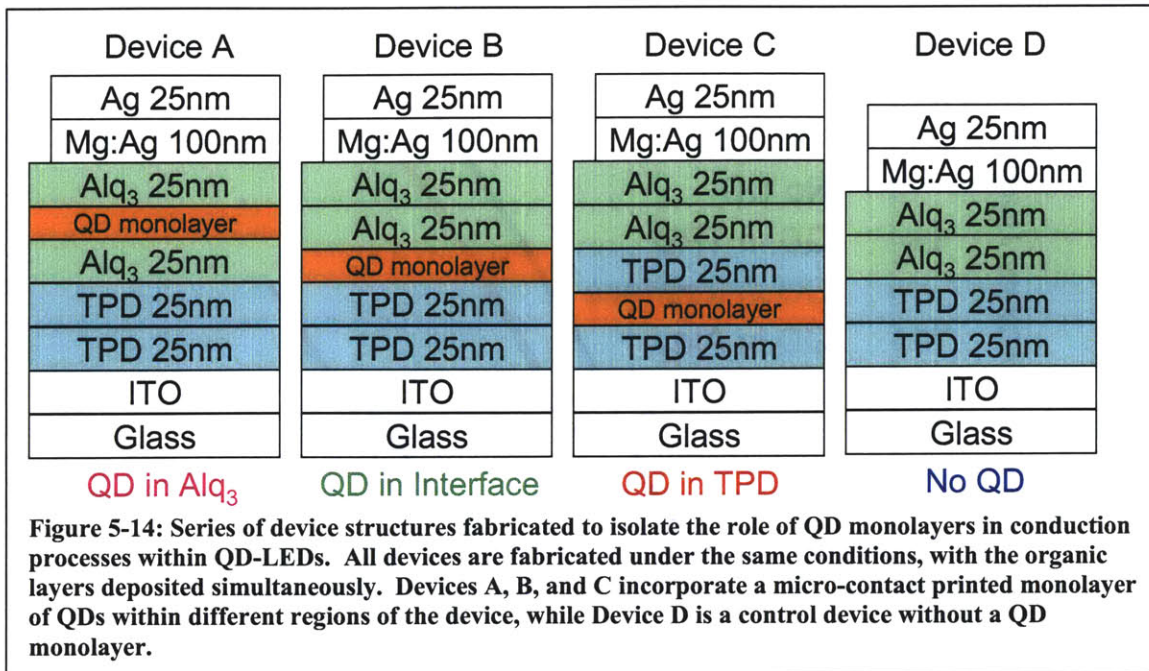 Device A
Ag 25nm
Mg:Ag 100nm
Alq₃ 25nm
QD monolayer
Alq₃ 25nm
TPD 25nm
TPD 25nm
ITO
Glass
QD in Alq₃
Device B
Ag 25nm
Mg:Ag 100nm
Alq₃ 25nm
Alq₃ 25nm
QD monolayer
TPD 25nm
TPD 25nm
ITO
Glass
QD in Interface
Device C
Ag 25nm
Mg:Ag 100nm
Alq₃ 25nm
Alq₃ 25nm
TPD 25nm
QD monolayer
TPD 25nm
ITO
Glass
QD in TPD
Device D
Ag 25nm
Mg:Ag 100nm
Alq₃ 25nm
Alq₃ 25nm
TPD 25nm
TPD 25nm
ITO
Glass
No QD
Figure 5-14: Series of device structures fabricated to isolate the role of QD monolayers in conduction
processes within QD-LEDs. All devices are fabricated under the same conditions, with the organic
layers deposited simultaneously. Devices A, B, and C incorporate a micro-contact printed monolayer
of QDs within different regions of the device, while Device D is a control device without a QD
monolayer.